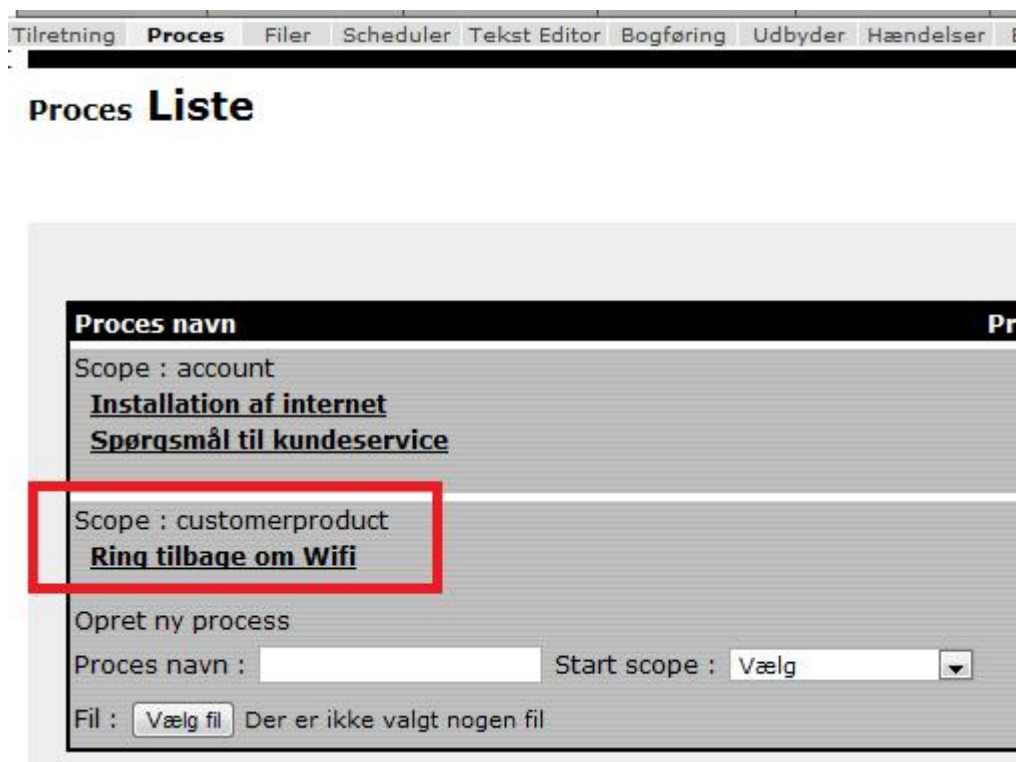 Tilretning Proces Filer Scheduler Tekst Editor Bogføring Udbyder Hændelser
Proces Liste
Proces navn Pr
Scope : account
Installation af internet
Spørgsmål til kundeservice
Scope : customerproduct
Ring tilbage om Wifi
Opret ny process
Proces navn : Start scope : Vælg
Fil : Vælg fil Der er ikke valgt nogen fil